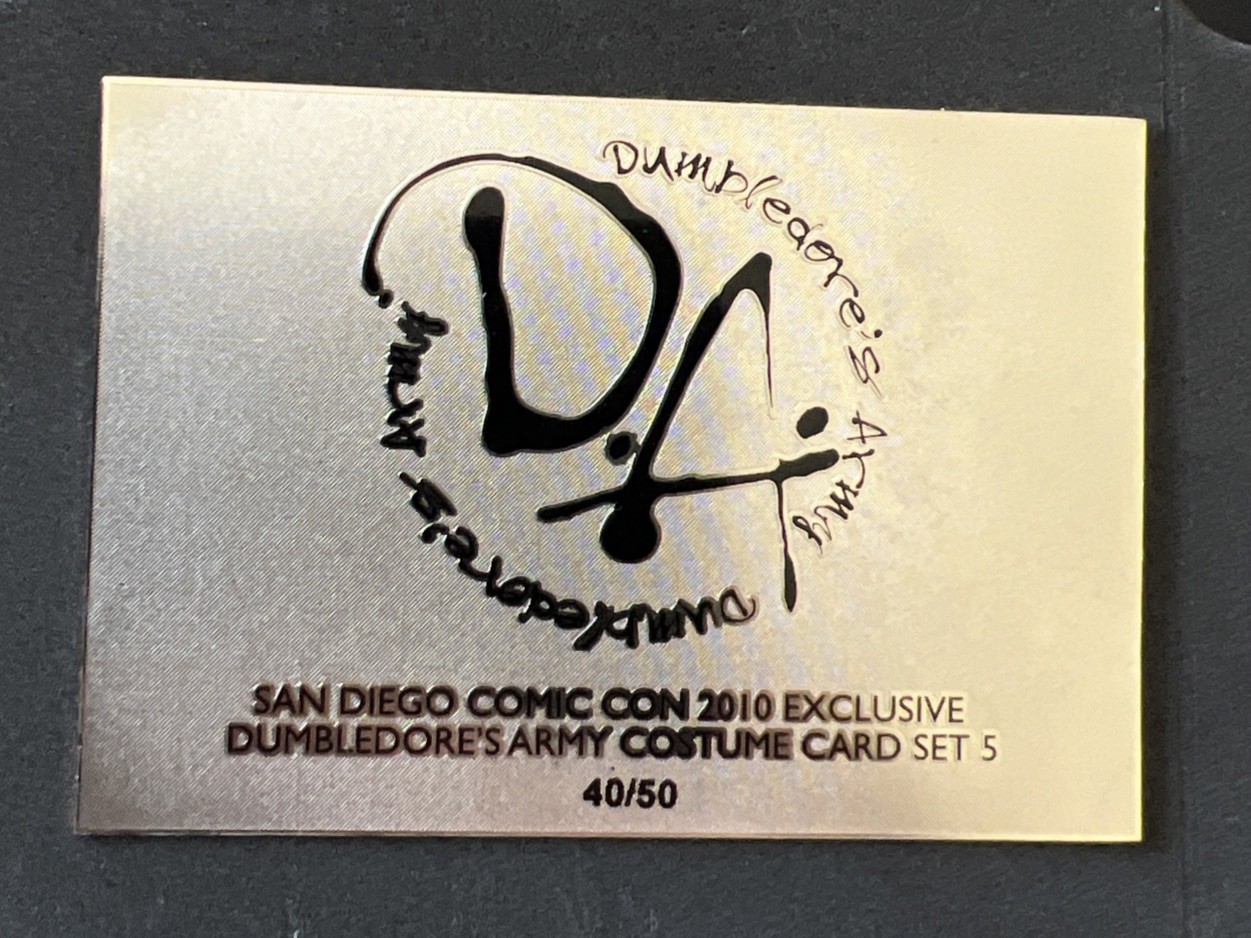 Dumbledore's Army
D.A.
Dumbledore's Army
SAN DIEGO COMIC CON 2010 EXCLUSIVE
DUMBLEDORE'S ARMY COSTUME CARD SET 5
40/50